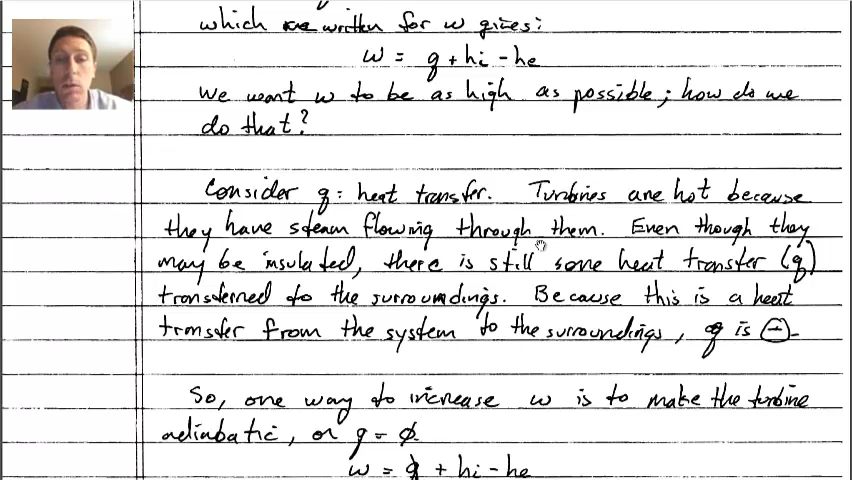 which written for w gives:
w = q + hi - he
We want w to be as high as possible; how do we
do that?
Consider q: heat transfer. Turbines are hot because
they have steam flowing through them. Even though they
may be insulated, there is still some heat transfer (q)
transferred to the surroundings. Because this is a heat
transfer from the system to the surroundings, q is ⊖.
So, one way to increase w is to make the turbine
adiabatic, or q = ϕ.
w = q + hi - he